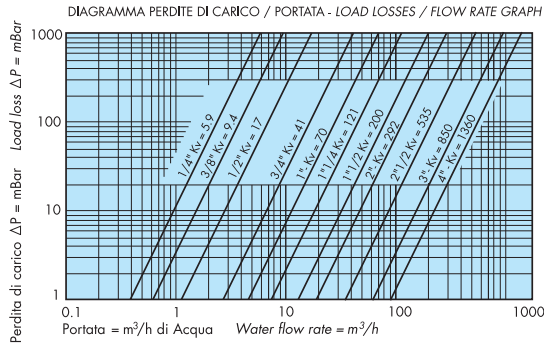 DIAGRAMMA PERDITE DI CARICO / PORTATA - LOAD LOSSES / FLOW RATE GRAPH
Perdita di carico ΔP = mBar Load loss ΔP = mBar
1000
100
10
1
1/4" Kv = 5.9
3/8" Kv = 9.4
1/2" Kv = 17
3/4" Kv = 41
1"- Kv = 70
1"1/4 Kv = 121
1"1/2 Kv = 200
2"- Kv = 292
2"1/2 Kv = 535
3"- Kv = 850
4"- Kv = 1360
0.1 1 10 100 1000
Portata = m³/h di Acqua Water flow rate = m³/h